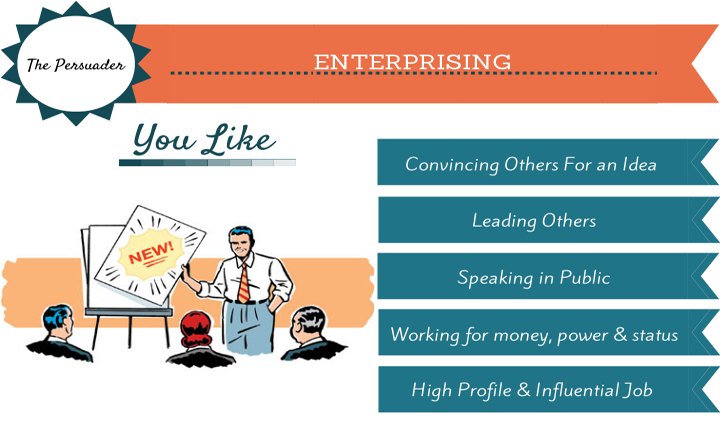 The Persuader
ENTERPRISING
You Like
Convincing Others For an Idea
Leading Others
Speaking in Public
Working for money, power & status
High Profile & Influential Job
NEW!